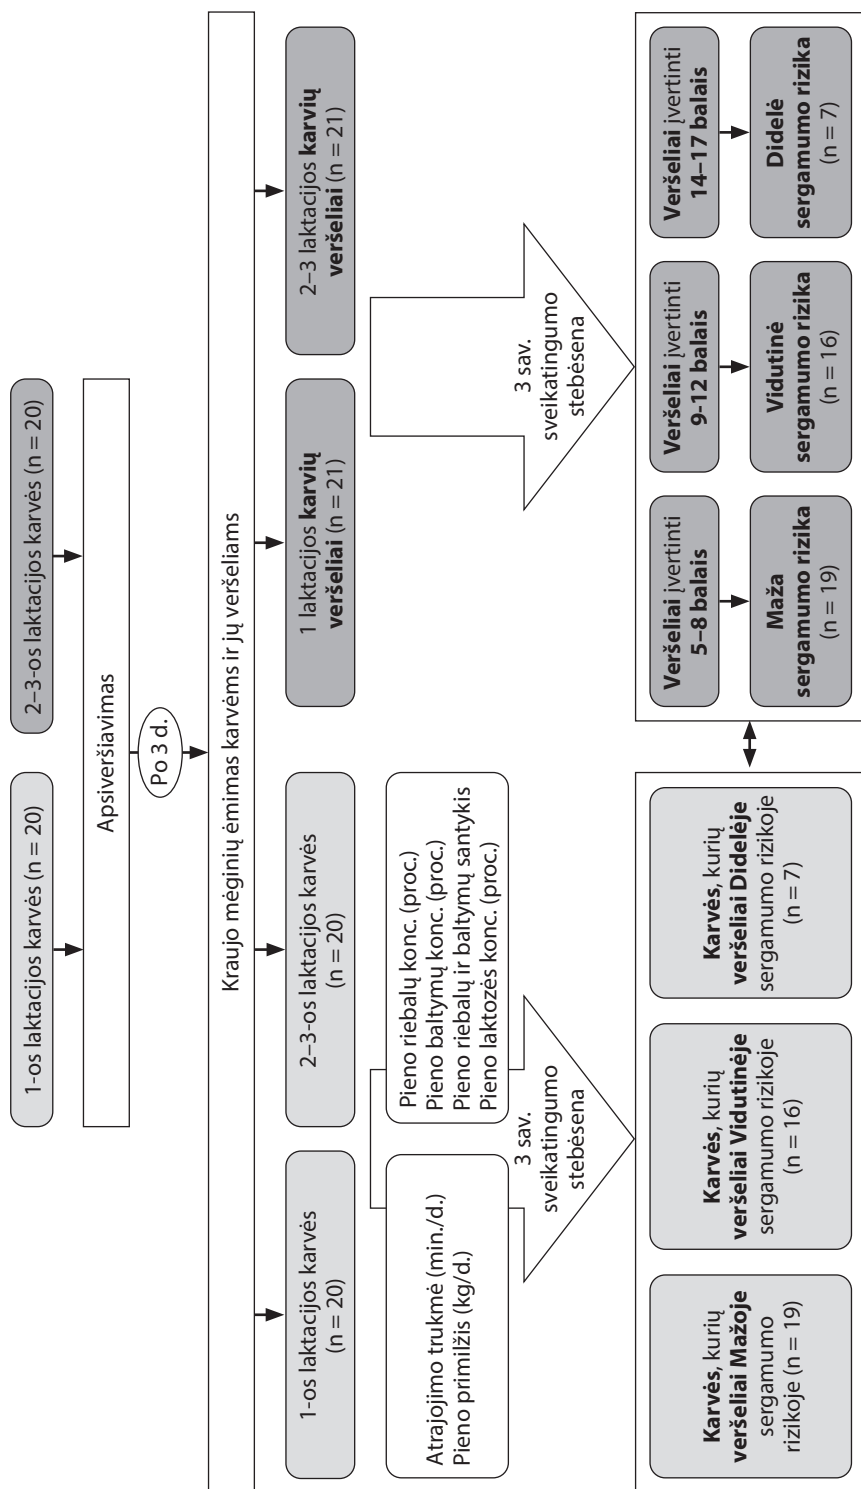 1-os laktacijos karvės (n = 20)
2–3-os laktacijos karvės (n = 20)
Apsiveršiavimas
Po 3 d.
Kraujo mėginių ėmimas karvėms ir jų veršeliams
1-os laktacijos karvės
(n = 20)
2–3-os laktacijos karvės
(n = 20)
1 laktacijos karvių
veršeliai (n = 21)
2–3 laktacijos karvių
veršeliai (n = 21)
Atrajojimo trukmė (min./d.)
Pieno primilžis (kg/d.)
Pieno riebalų konc. (proc.)
Pieno baltymų konc. (proc.)
Pieno riebalų ir baltymų santykis
Pieno laktozės konc. (proc.)
3 sav.
sveikatingumo
stebėsena
3 sav.
sveikatingumo
stebėsena
Karvės, kurių
veršeliai Mažoje
sergamumo
rizikoje (n = 19)
Karvės, kurių
veršeliai Vidutinėje
sergamumo rizikoje
(n = 16)
Karvės, kurių
veršeliai Didelėje
sergamumo rizikoje
(n = 7)
Veršeliai įvertinti
5–8 balais
Veršeliai įvertinti
9-12 balais
Veršeliai įvertinti
14–17 balais
Maža
sergamumo rizika
(n = 19)
Vidutinė
sergamumo rizika
(n = 16)
Didelė
sergamumo rizika
(n = 7)